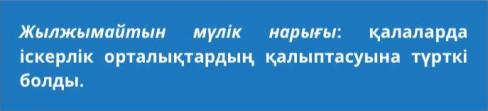 Жылжымайтын мүлік нарығы: қалаларда
іскерлік орталықтардың қалыптасуына түрткі
болды.